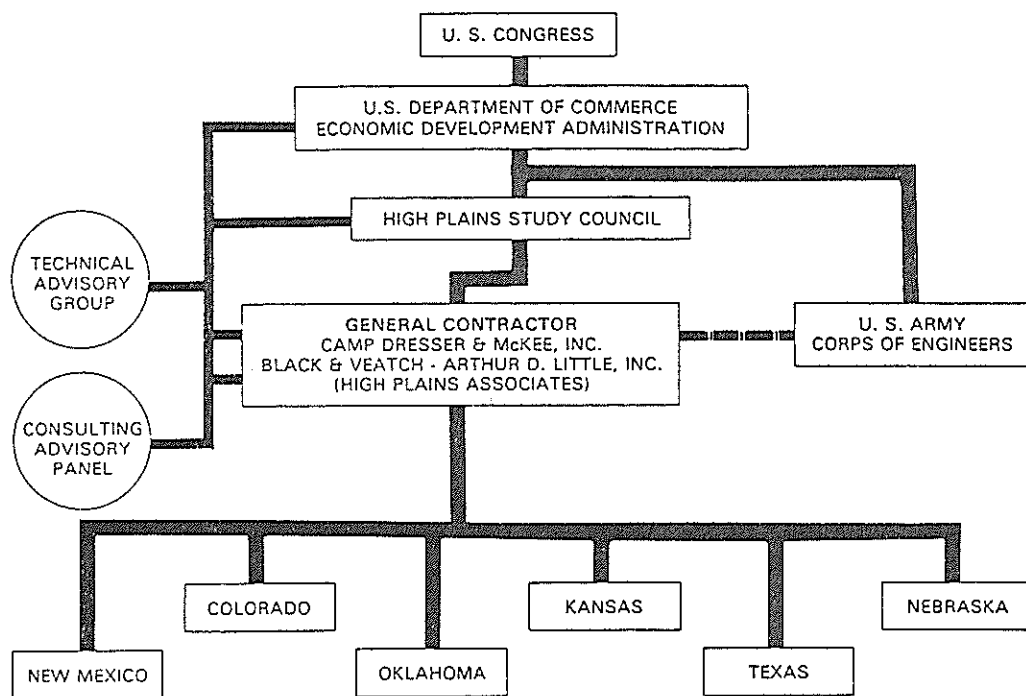 U. S. CONGRESS
U.S. DEPARTMENT OF COMMERCE
ECONOMIC DEVELOPMENT ADMINISTRATION
HIGH PLAINS STUDY COUNCIL
TECHNICAL
ADVISORY
GROUP
GENERAL CONTRACTOR
CAMP DRESSER & McKEE, INC.
BLACK & VEATCH - ARTHUR D. LITTLE, INC.
(HIGH PLAINS ASSOCIATES)
U. S. ARMY
CORPS OF ENGINEERS
CONSULTING
ADVISORY
PANEL
COLORADO
KANSAS
NEBRASKA
NEW MEXICO
OKLAHOMA
TEXAS